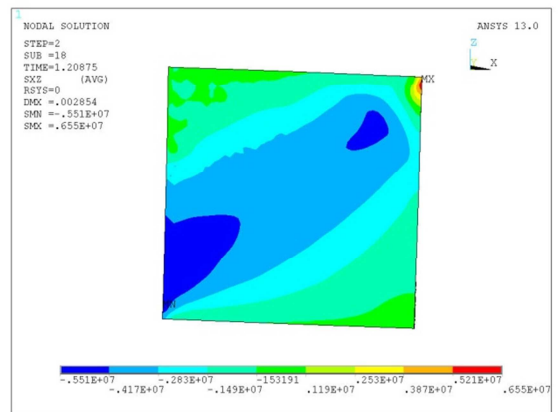 1
NODAL SOLUTION
ANSYS 13.0
STEP=2
SUB =18
TIME=1.20875
SXZ (AVG)
RSYS=0
DMX =.002854
SMN =-.551E+07
SMX =.655E+07
Z
X
MX
-.551E+07 -.283E+07 -153191 .253E+07 .521E+07
-.417E+07 -.149E+07 .119E+07 .387E+07 .655E+07